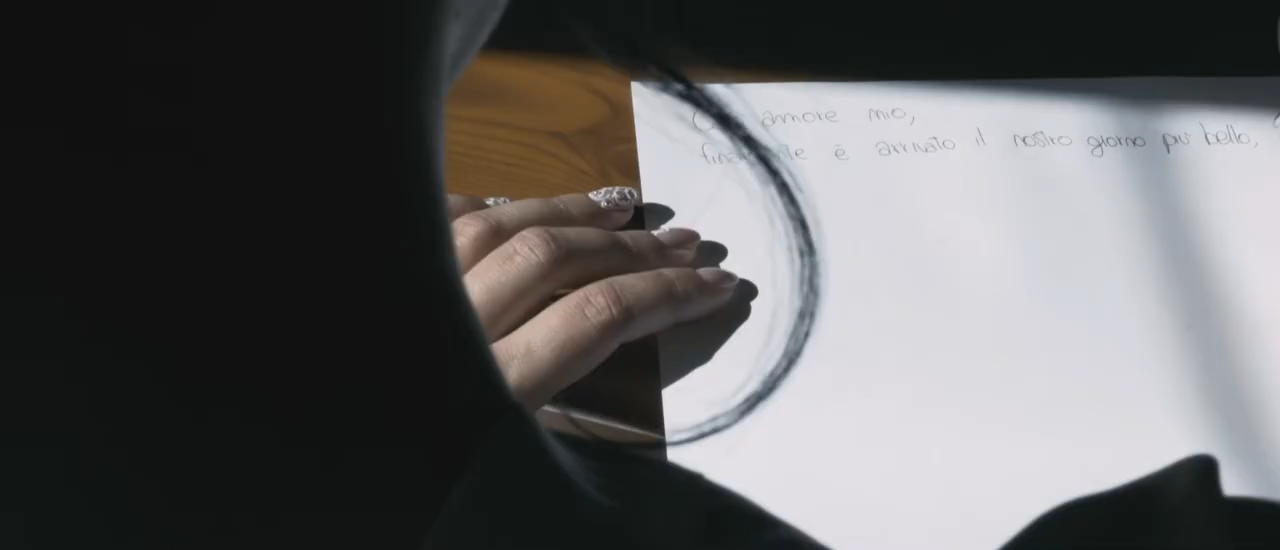 amore mio,
è arrivato il nostro giorno più bello,